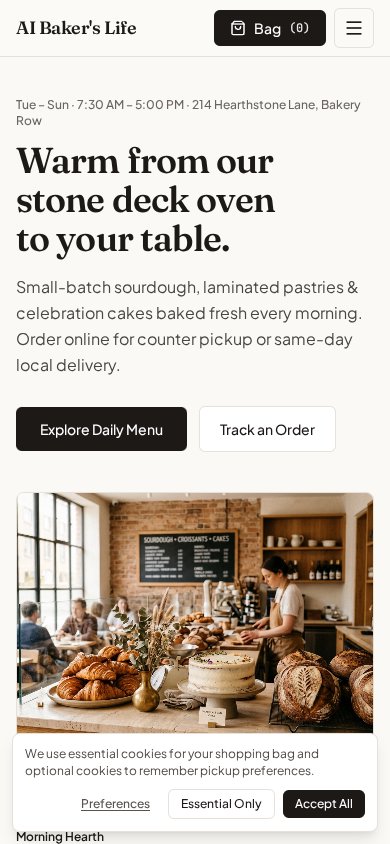 AI Baker's Life
Bag (0)
Tue – Sun · 7:30 AM – 5:00 PM · 214 Hearthstone Lane, Bakery
Row
Warm from our
stone deck oven
to your table.
Small-batch sourdough, laminated pastries &
celebration cakes baked fresh every morning.
Order online for counter pickup or same-day
local delivery.
Explore Daily Menu
Track an Order
SOURDOUGH • CROISSANTS • CAKES
We use essential cookies for your shopping bag and
optional cookies to remember pickup preferences.
Preferences
Essential Only
Accept All
Morning Hearth